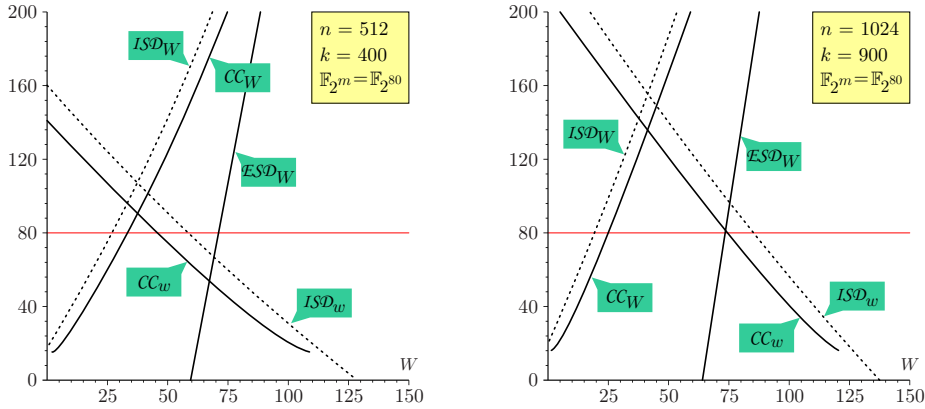 200
160
120
80
40
0
25
50
75
100
125
150
W
ISD_W
CC_W
ESD_W
CC_w
ISD_w
n = 512
k = 400
𝔽_{2^m}=𝔽_{2^{80}}
200
160
120
80
40
0
25
50
75
100
125
150
W
ISD_W
ESD_W
CC_W
ISD_w
CC_w
n = 1024
k = 900
𝔽_{2^m}=𝔽_{2^{80}}